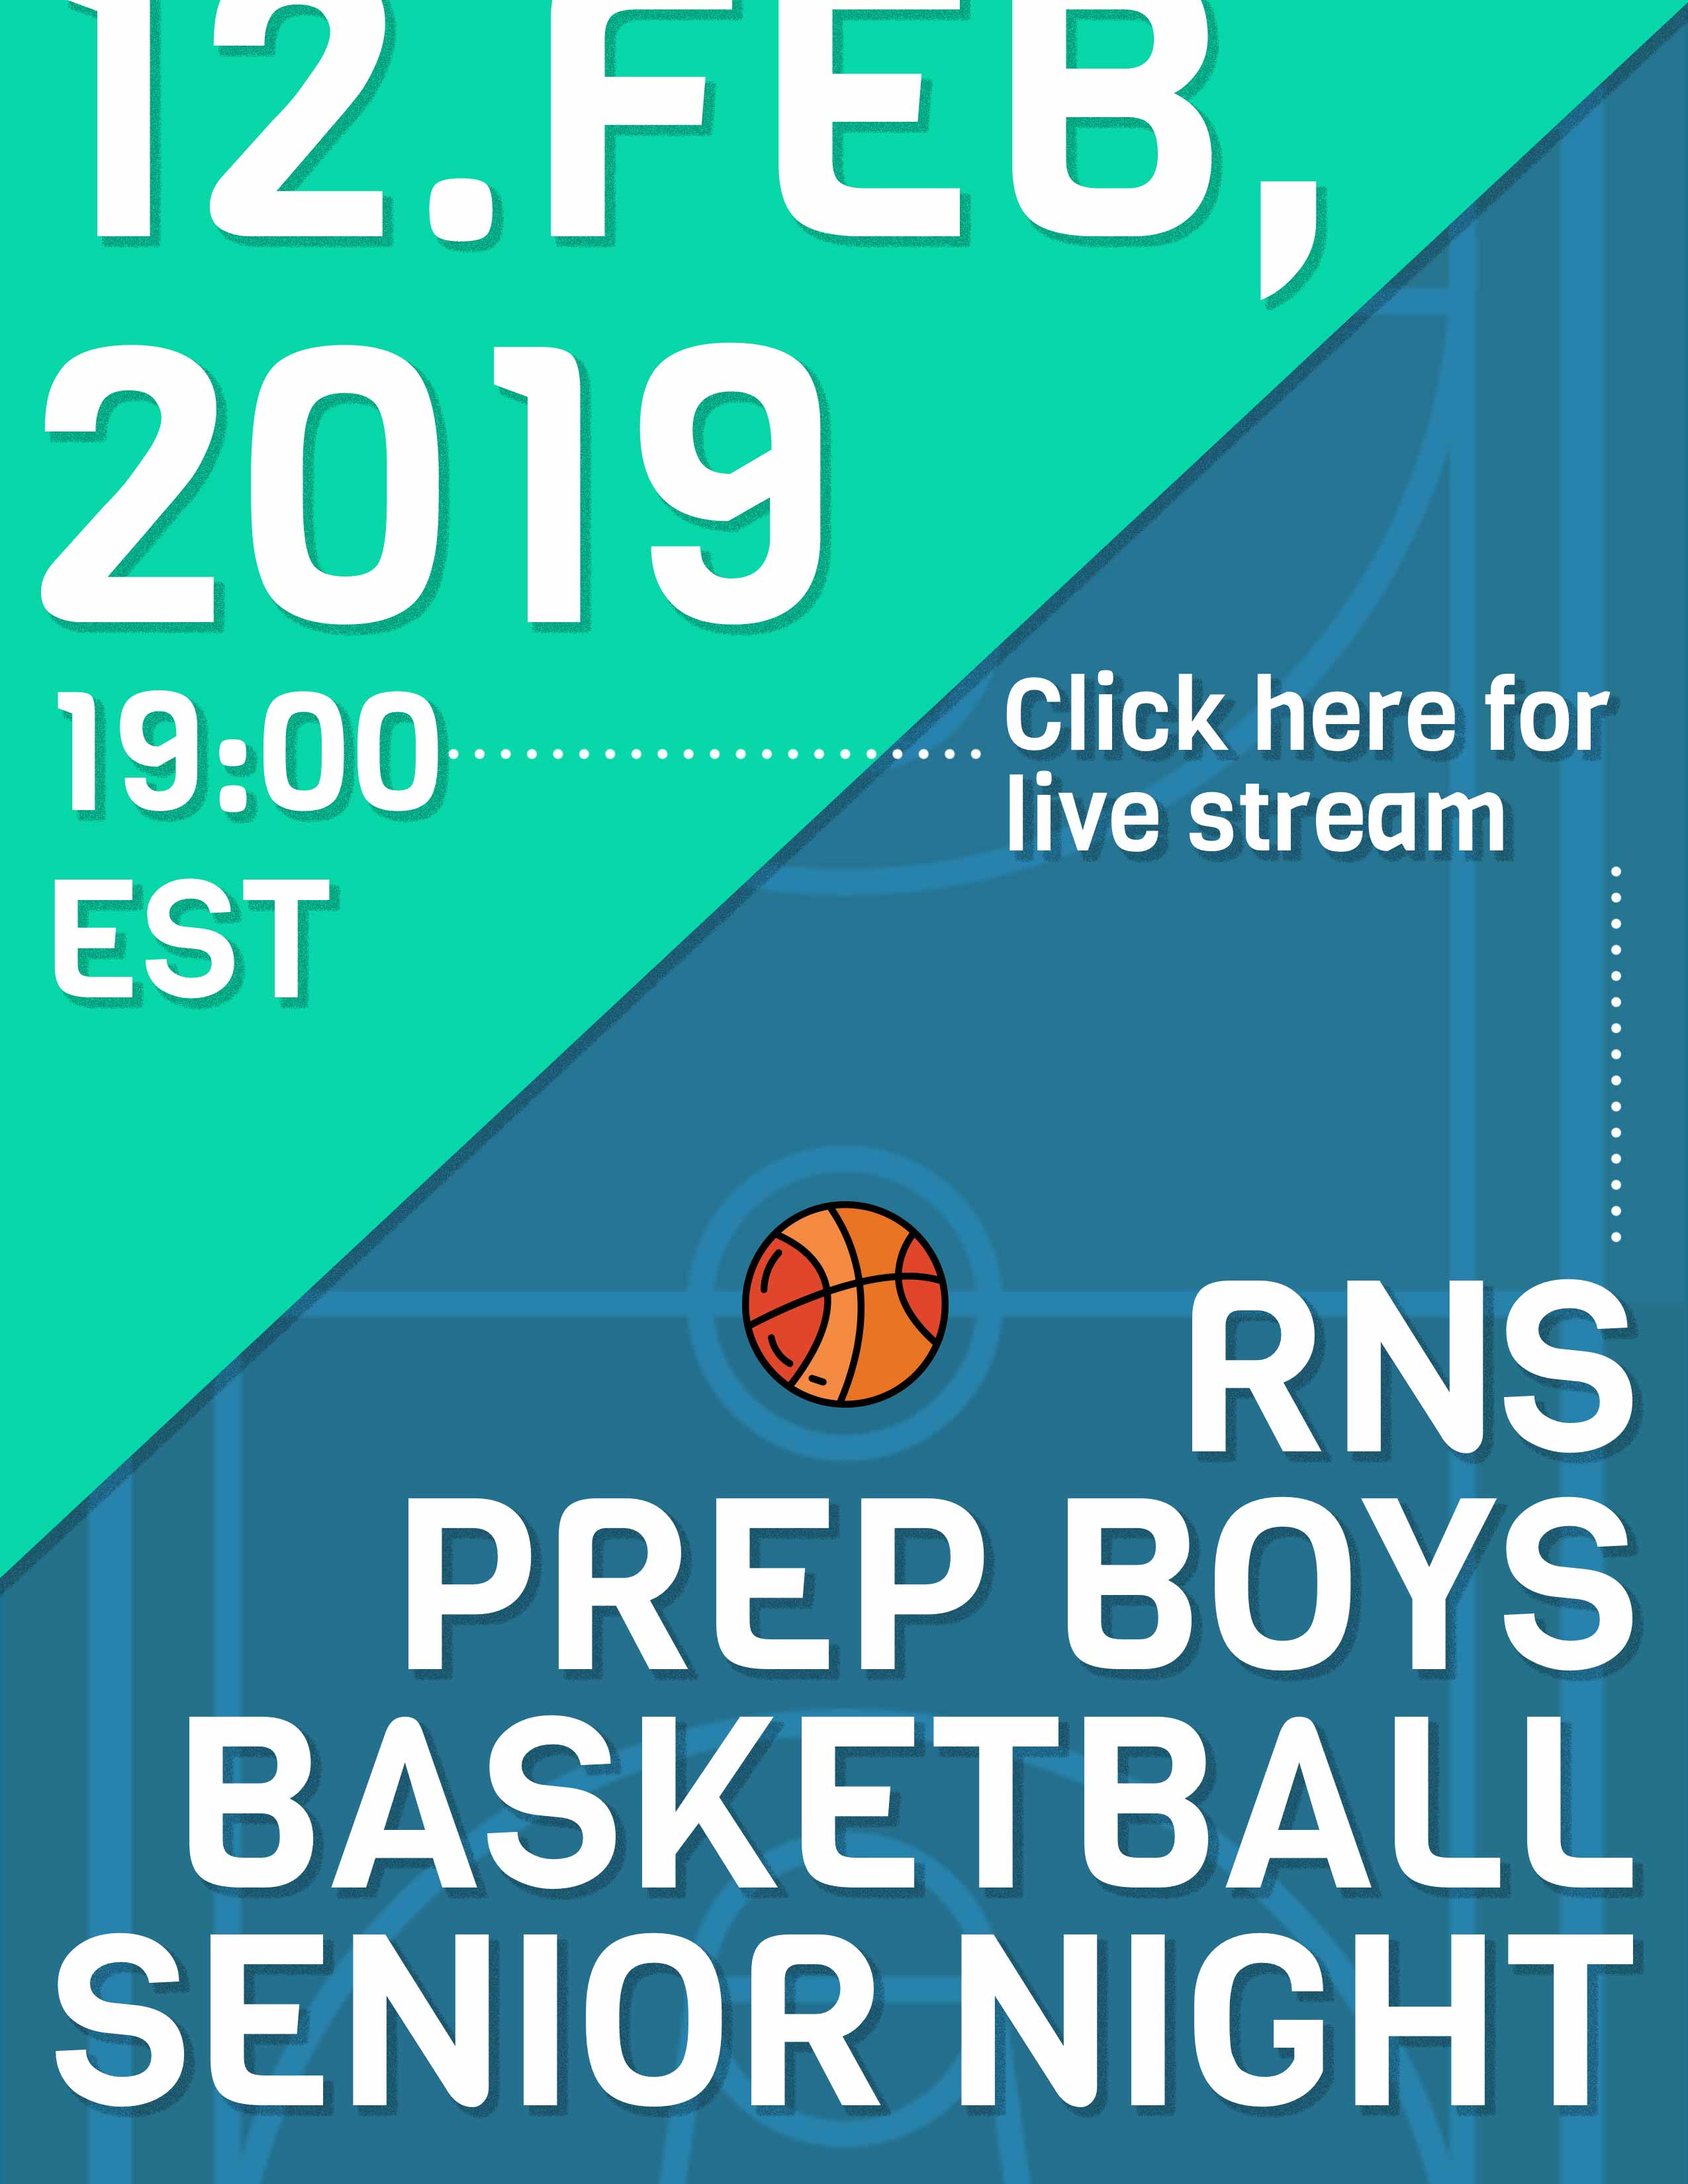 12.FEB,
2019
19:00
EST
Click here for
live stream
RNS
PREP BOYS
BASKETBALL
SENIOR NIGHT